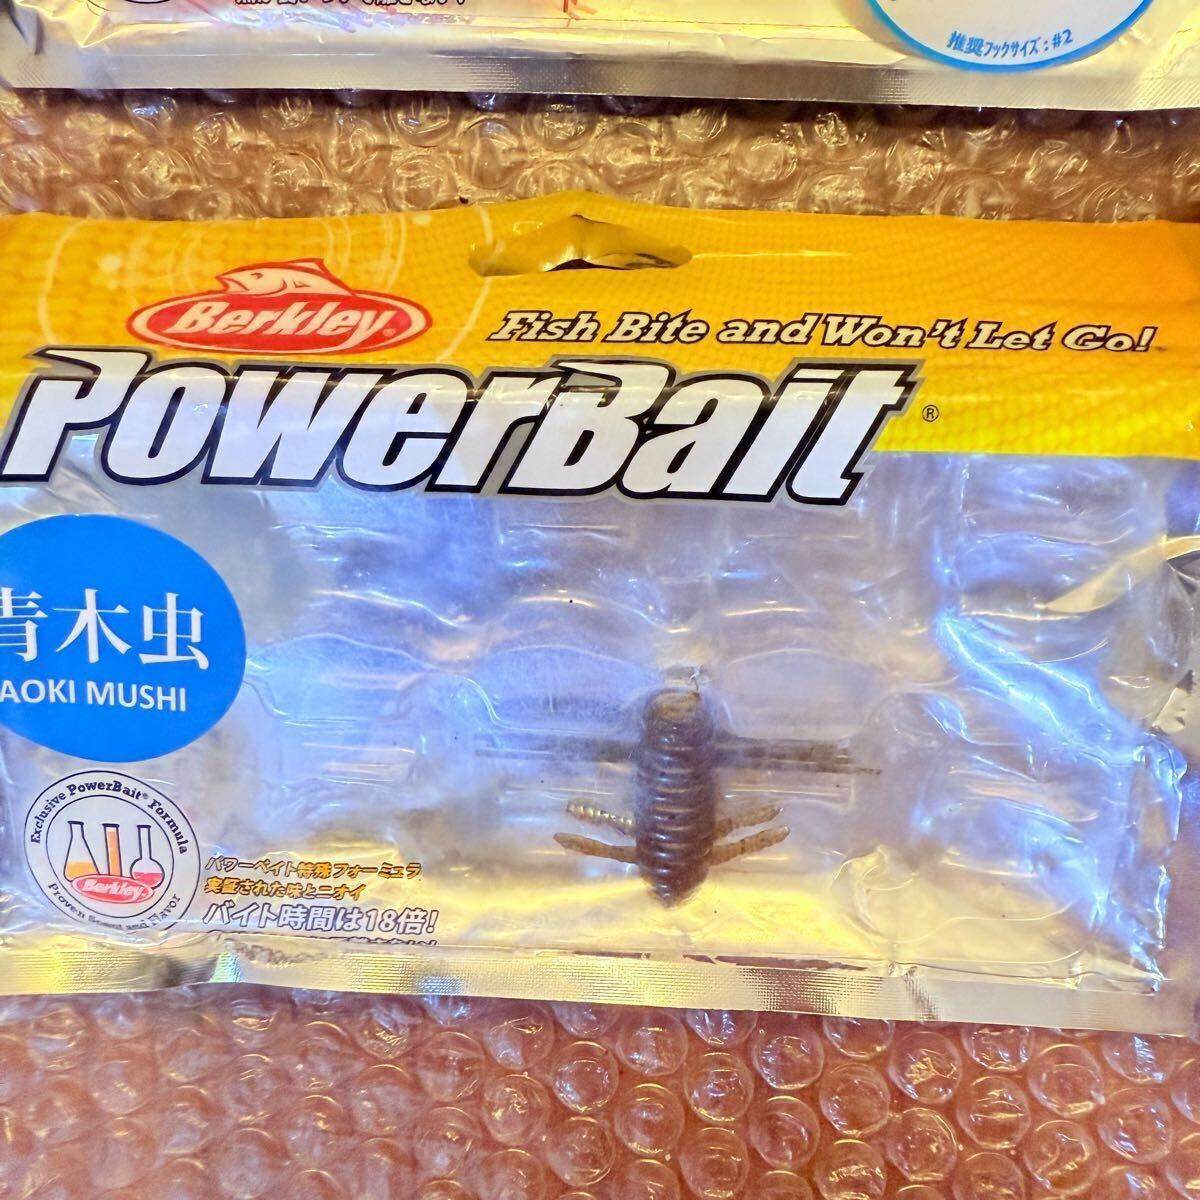 推奨フックサイズ：#2
Berkley®
Fish Bite and Won't Let Go!
PowerBait®
青木虫
AOKI MUSHI
Exclusive PowerBait® Formula
Berkley
Proven Scent and Flavor
パワーベイト特殊フォーミュラ
実証された味とニオイ
バイト時間は18倍!